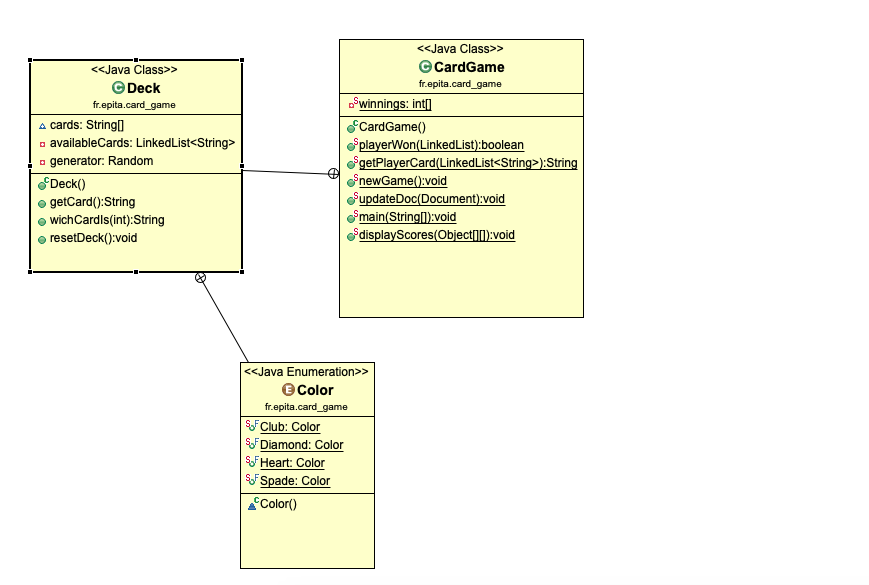 <<Java Class>>
Deck
fr.epita.card_game
cards: String[]
availableCards: LinkedList<String>
generator: Random
Deck()
getCard():String
wichCardIs(int):String
resetDeck():void
<<Java Class>>
CardGame
fr.epita.card_game
winnings: int[]
CardGame()
playerWon(LinkedList):boolean
getPlayerCard(LinkedList<String>):String
newGame():void
updateDoc(Document):void
main(String[]):void
displayScores(Object[][]):void
<<Java Enumeration>>
Color
fr.epita.card_game
Club: Color
Diamond: Color
Heart: Color
Spade: Color
Color()